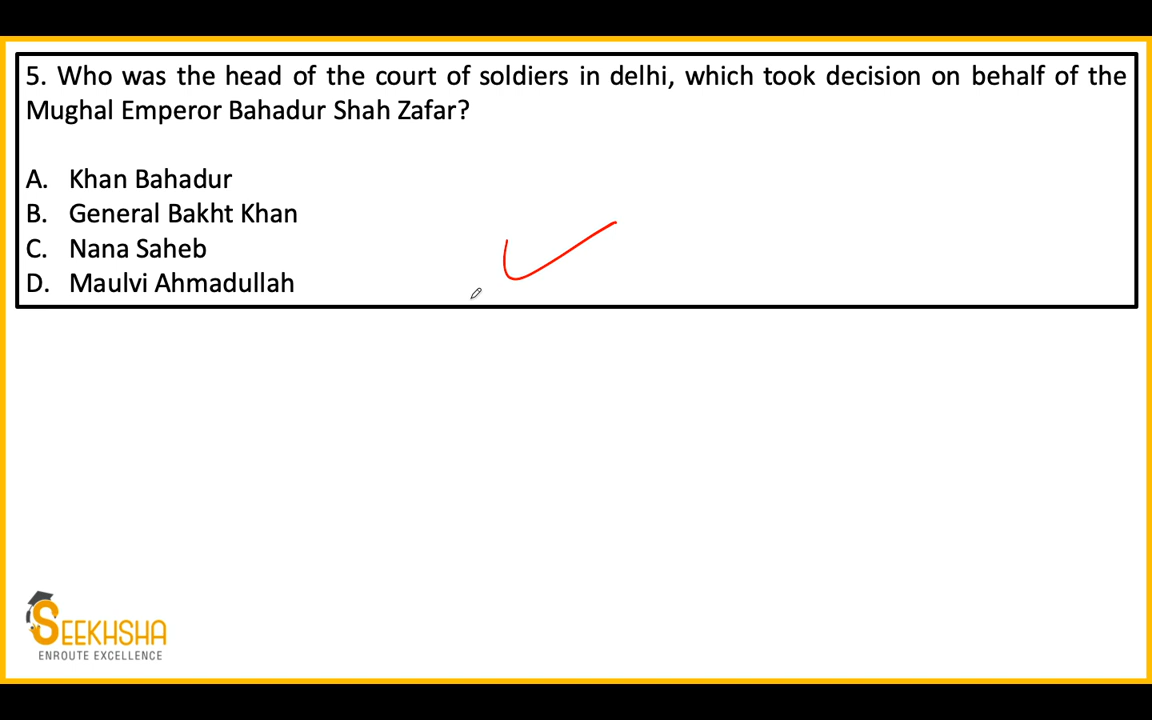 5. Who was the head of the court of soldiers in delhi, which took decision on behalf of the
Mughal Emperor Bahadur Shah Zafar?
A. Khan Bahadur
B. General Bakht Khan
C. Nana Saheb
D. Maulvi Ahmadullah
SEEKHSHA
ENROUTE EXCELLENCE